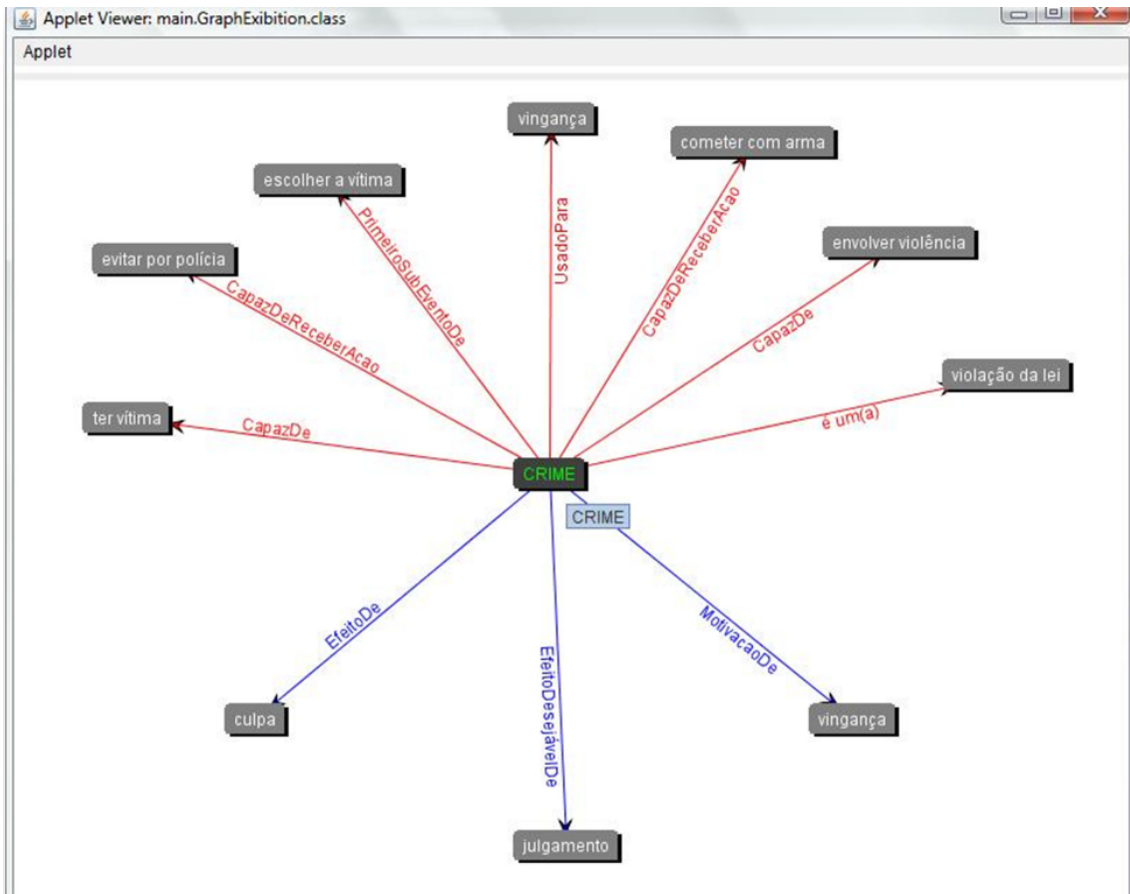 Applet Viewer: main.GraphExibition.class
Applet
vingança
cometer com arma
escolher a vítima
envolver violência
evitar por polícia
PrimeiroSubEventoDe
UsadoPara
CapazDeReceberAcao
CapazDeReceberAcao
CapazDe
violação da lei
ter vítima
CapazDe
é um(a)
CRIME
CRIME
EfeitoDe
EfeitoDesejávelDe
MotivacaoDe
culpa
vingança
julgamento